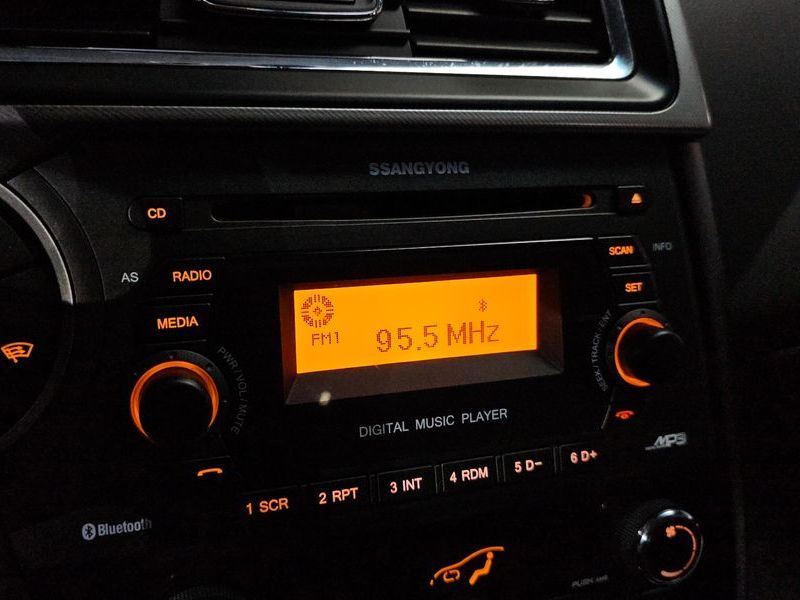 SSANGYONG
CD
SCAN INFO
AS RADIO
SET
MEDIA
FM1 95.5 MHz
PWR/VOL/MUTE
SEEK/TRACK/ENT
DIGITAL MUSIC PLAYER
MP3
1 SCR 2 RPT 3 INT 4 RDM 5 D− 6 D+
Bluetooth
PUSH